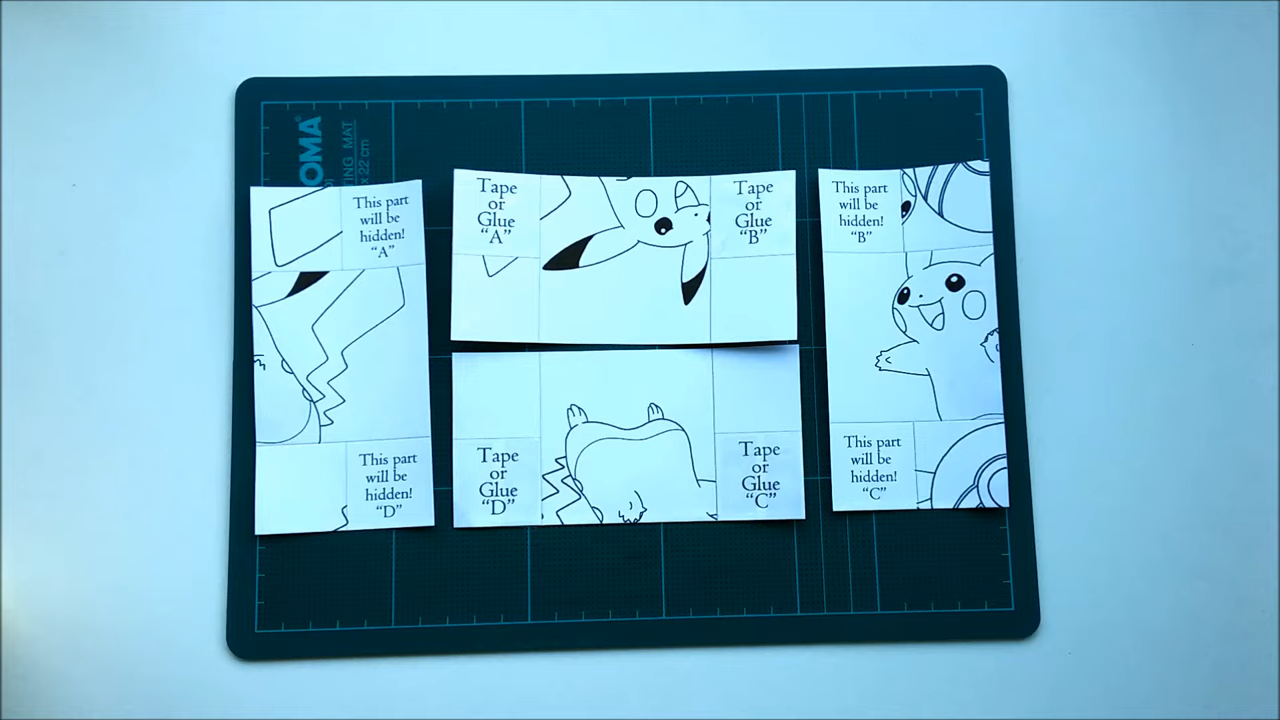 OMA
TING MAT
x 22 cm
This part
will be
hidden!
“A”
Tape
or
Glue
“A”
Tape
or
Glue
“B”
This part
will be
hidden!
“B”
This part
will be
hidden!
“D”
Tape
or
Glue
“D”
Tape
or
Glue
“C”
This part
will be
hidden!
“C”